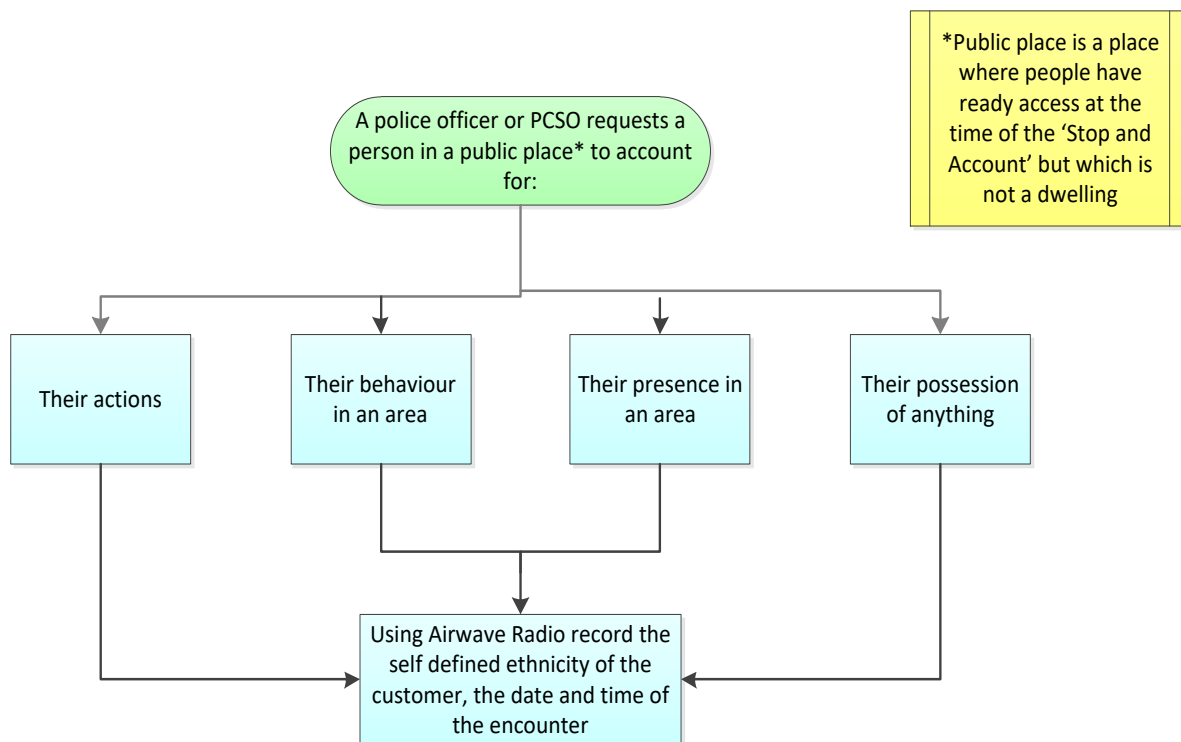 *Public place is a place
where people have
ready access at the
time of the ‘Stop and
Account’ but which is
not a dwelling
A police officer or PCSO requests a
person in a public place* to account
for:
Their actions
Their behaviour
in an area
Their presence in
an area
Their possession
of anything
Using Airwave Radio record the
self defined ethnicity of the
customer, the date and time of
the encounter